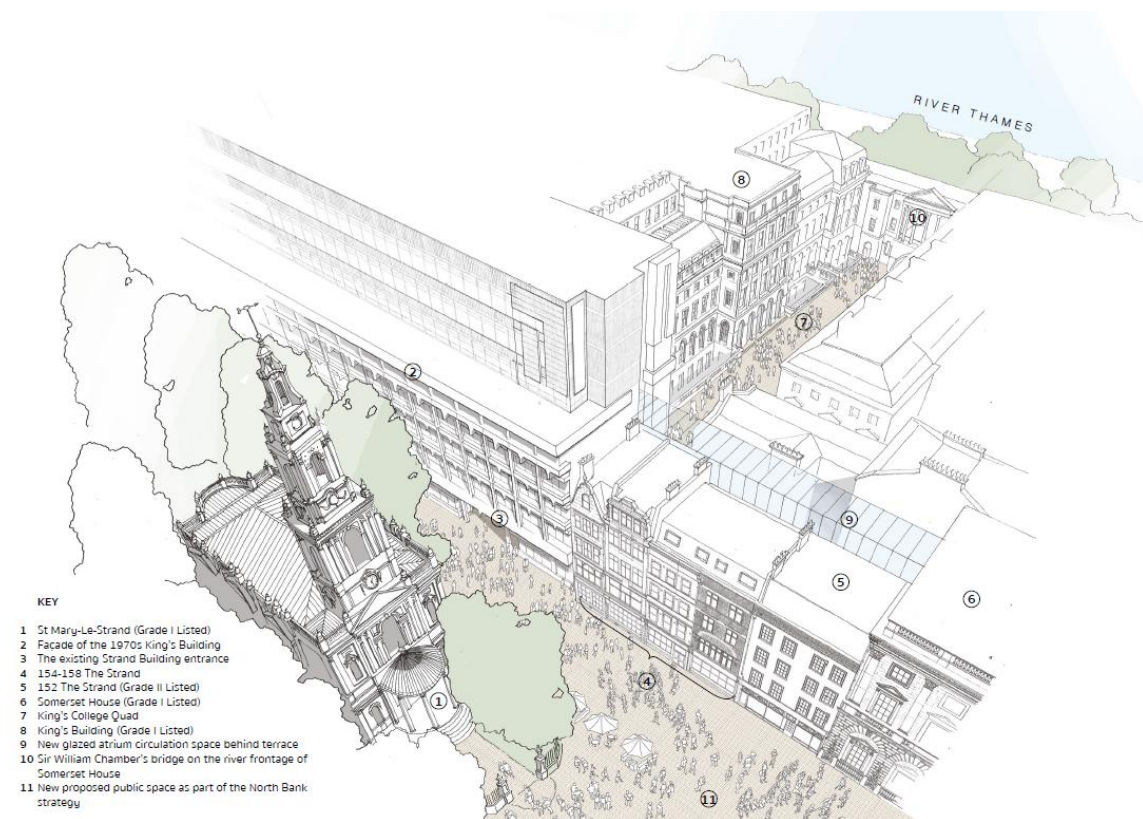 RIVER THAMES
8
10
7
2
9
3
5
6
4
1
11
KEY
1 St Mary-Le-Strand (Grade I Listed)
2 Façade of the 1970s King's Building
3 The existing Strand Building entrance
4 154-158 The Strand
5 152 The Strand (Grade II Listed)
6 Somerset House (Grade I Listed)
7 King's College Quad
8 King's Building (Grade I Listed)
9 New glazed atrium circulation space behind terrace
10 Sir William Chamber's bridge on the river frontage of
Somerset House
11 New proposed public space as part of the North Bank
strategy